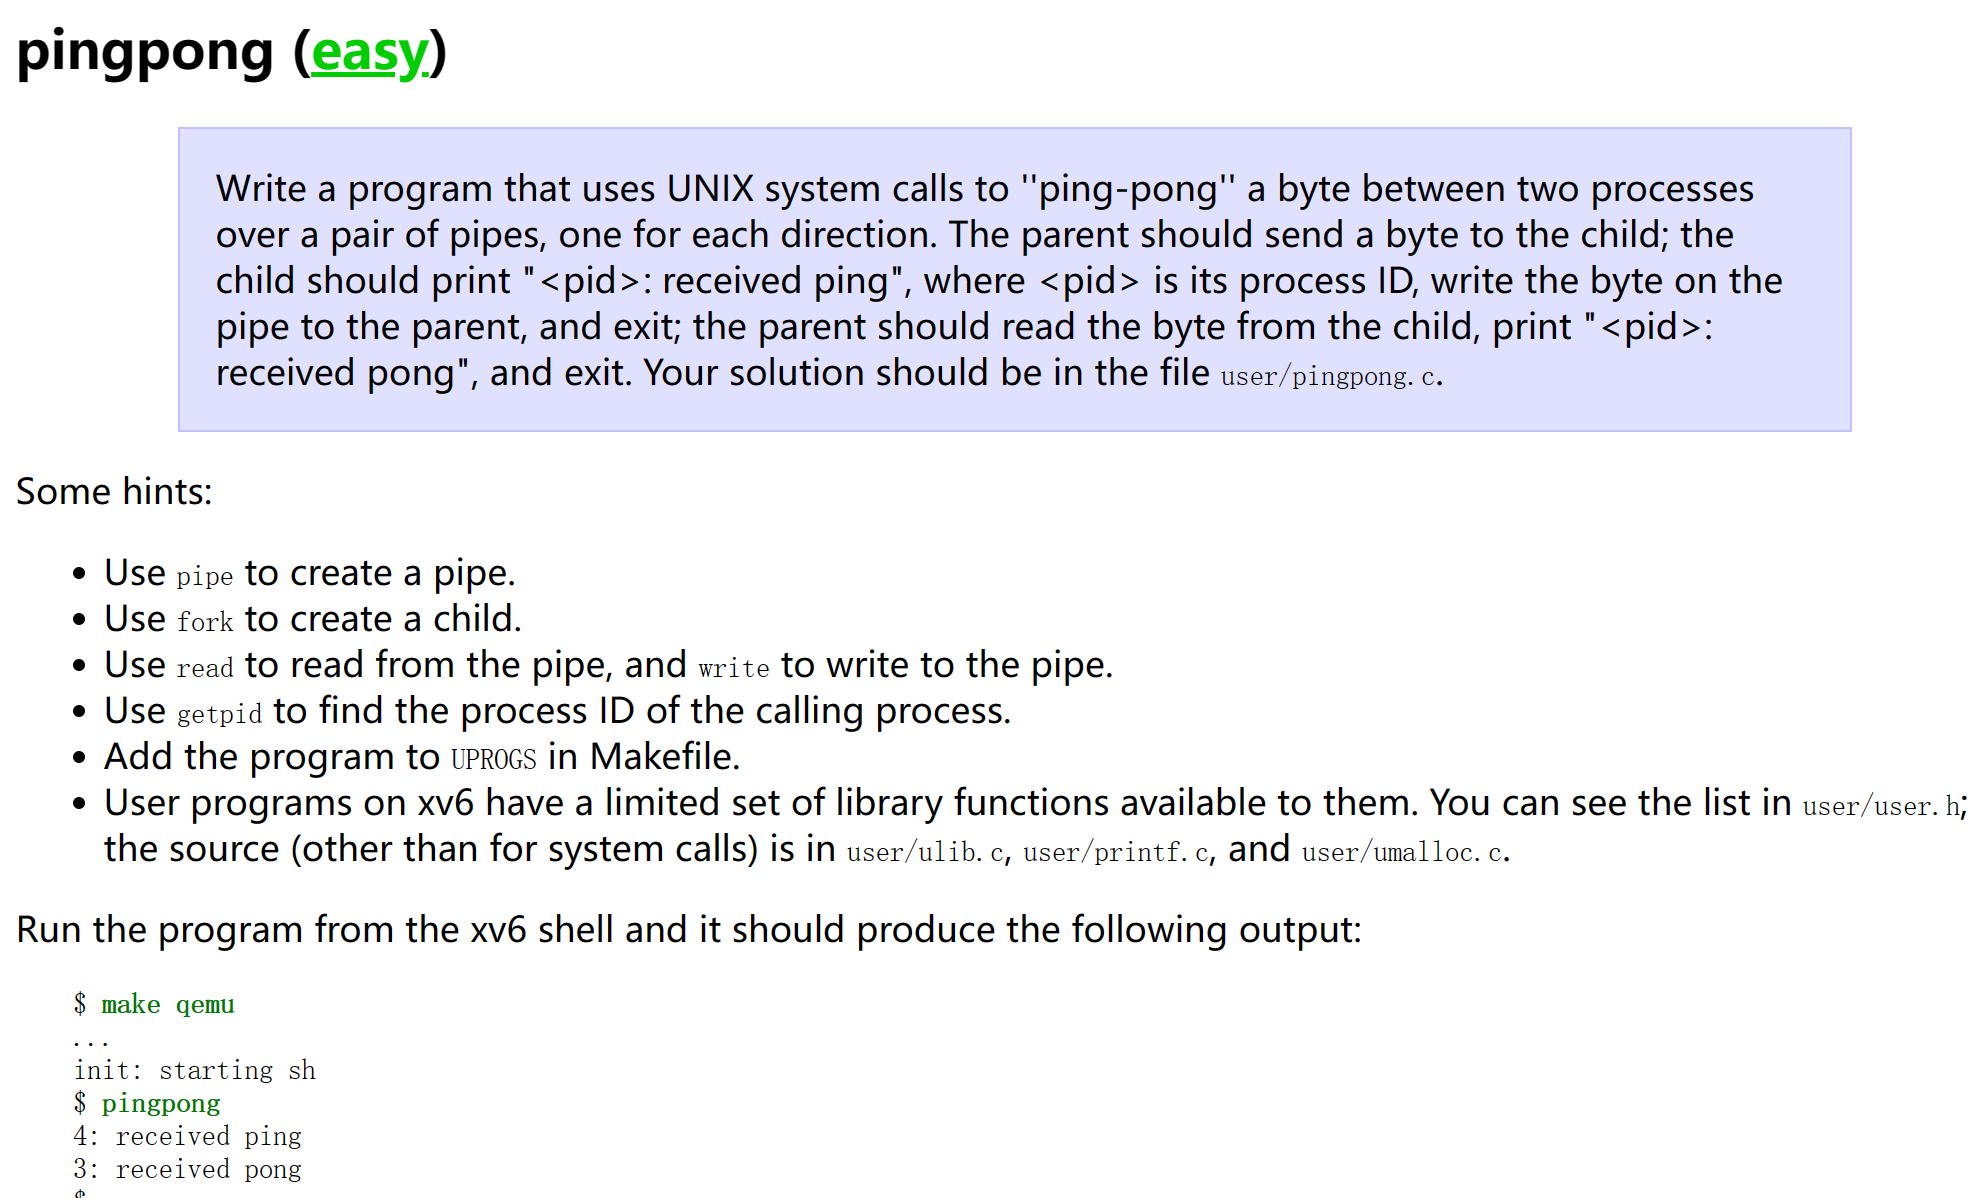 pingpong (easy)
Write a program that uses UNIX system calls to ''ping-pong'' a byte between two processes
over a pair of pipes, one for each direction. The parent should send a byte to the child; the
child should print "<pid>: received ping", where <pid> is its process ID, write the byte on the
pipe to the parent, and exit; the parent should read the byte from the child, print "<pid>:
received pong", and exit. Your solution should be in the file user/pingpong.c.
Some hints:
• Use pipe to create a pipe.
• Use fork to create a child.
• Use read to read from the pipe, and write to write to the pipe.
• Use getpid to find the process ID of the calling process.
• Add the program to UPROGS in Makefile.
• User programs on xv6 have a limited set of library functions available to them. You can see the list in user/user.h;
the source (other than for system calls) is in user/ulib.c, user/printf.c, and user/umalloc.c.
Run the program from the xv6 shell and it should produce the following output:
$ make qemu
...
init: starting sh
$ pingpong
4: received ping
3: received pong
$